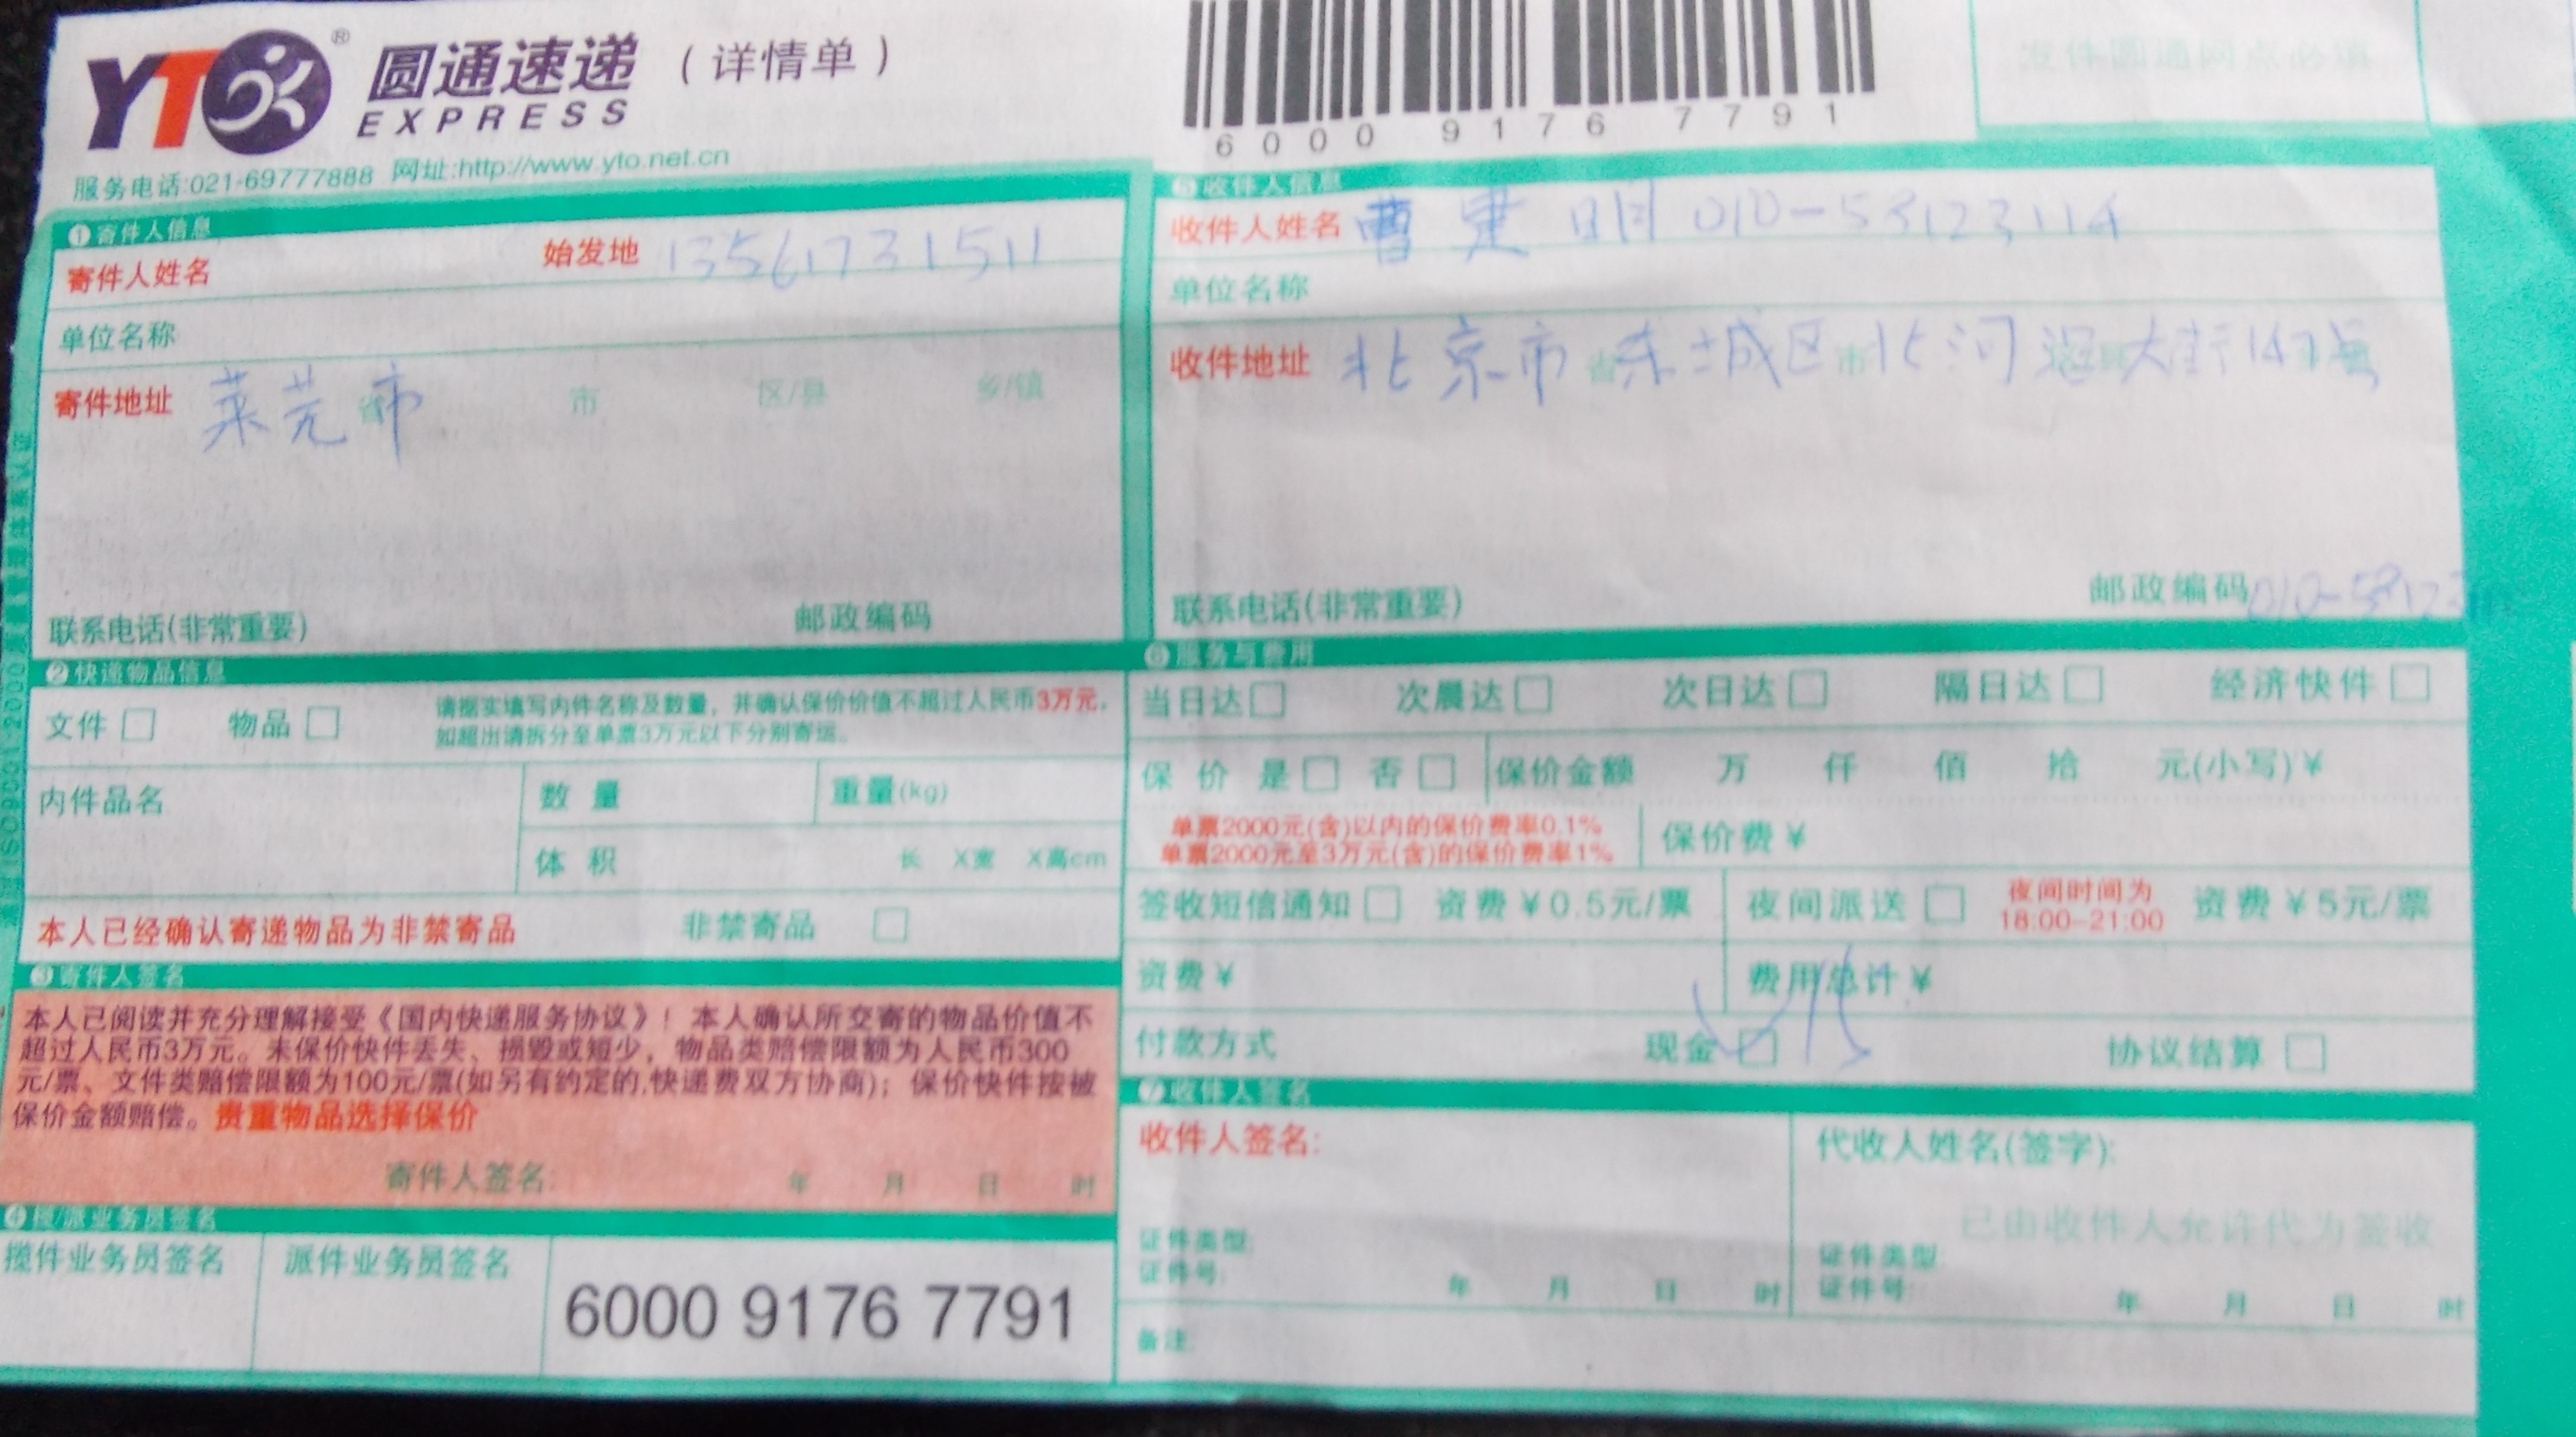 YTO® 圆通速递 (详情单)
EXPRESS
服务电话:021-69777888 网址:http://www.yto.net.cn
6000 9176 7791
发件圆通网点必填
❶寄件人信息
寄件人姓名 始发地 13561731511
单位名称
寄件地址 莱芜市 省 市 区/县 乡/镇
联系电话(非常重要) 邮政编码
❺收件人信息
收件人姓名 曹建明 010-58123114
单位名称
收件地址 北京市 省 东城区 市 北河沿大街147号
联系电话(非常重要) 邮政编码 010-58123
❷快递物品信息
文件 □ 物品 □ 请据实填写内件名称及数量,并确认保价价值不超过人民币3万元,
如超出请拆分至单票3万元以下分别寄运。
内件品名 数 量 重量(kg)
体 积 长 X宽 X高cm
本人已经确认寄递物品为非禁寄品 非禁寄品 □
❸寄件人签名
本人已阅读并充分理解接受《国内快递服务协议》!本人确认所交寄的物品价值不
超过人民币3万元。未保价快件丢失、损毁或短少,物品类赔偿限额为人民币300
元/票、文件类赔偿限额为100元/票(如另有约定的,快递费双方协商);保价快件按被
保价金额赔偿。贵重物品选择保价
寄件人签名: 年 月 日 时
❹揽/派业务员签名
揽件业务员签名 派件业务员签名 6000 9176 7791
❻服务与费用
当日达□ 次晨达□ 次日达□ 隔日达□ 经济快件□
保 价 是□ 否□ 保价金额 万 仟 佰 拾 元(小写)¥
单票2000元(含)以内的保价费率0.1%
单票2000元至3万元(含)的保价费率1% 保价费¥
签收短信通知□ 资费¥0.5元/票 夜间派送□ 夜间时间为
18:00-21:00 资费¥5元/票
资费¥ 费用总计¥
付款方式 现金□ 协议结算□
❼收件人签名
收件人签名: 代收人姓名(签字):
已由收件人允许代为签收
证件类型: 证件类型:
证件号: 年 月 日 时 证件号: 年 月 日 时
备注: